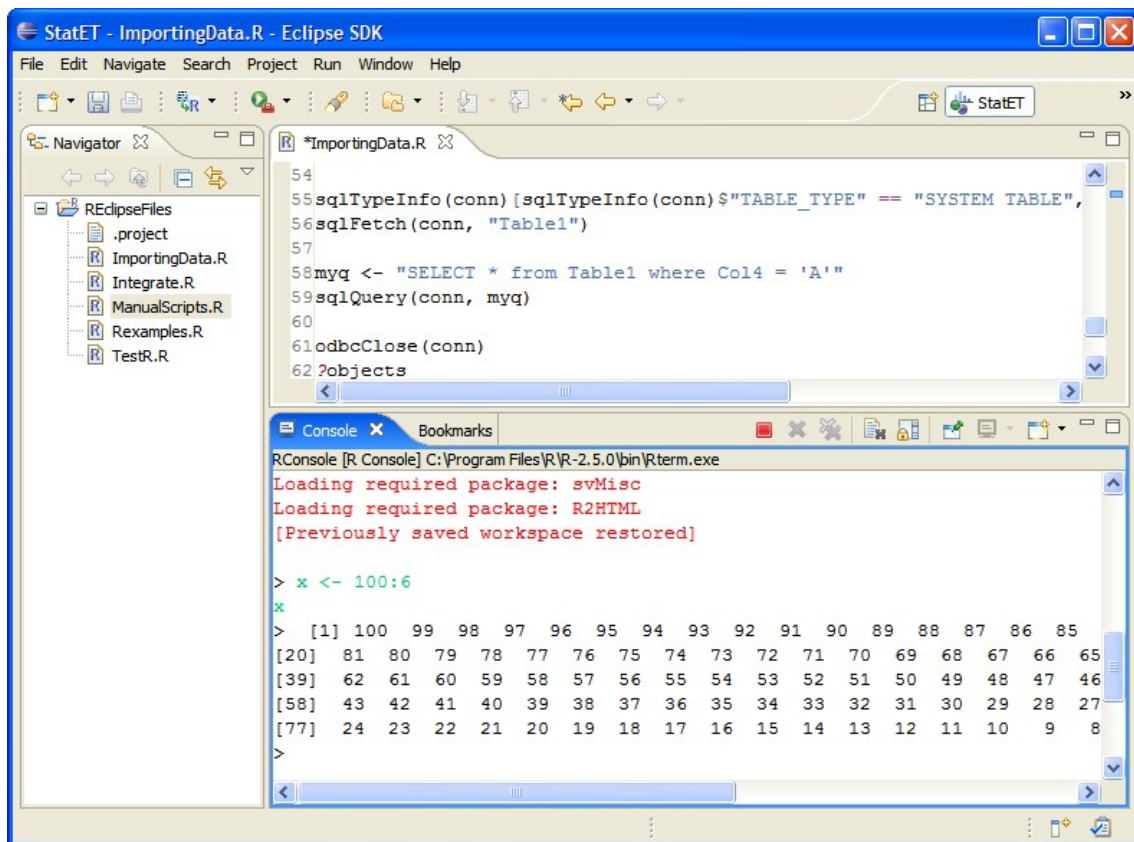 StatET - ImportingData.R - Eclipse SDK
File Edit Navigate Search Project Run Window Help
StatET
Navigator
REclipseFiles
.project
ImportingData.R
Integrate.R
ManualScripts.R
Rexamples.R
TestR.R
*ImportingData.R
54
55 sqlTypeInfo(conn)[sqlTypeInfo(conn)$"TABLE_TYPE" == "SYSTEM TABLE",
56 sqlFetch(conn, "Table1")
57
58 myq <- "SELECT * from Table1 where Col4 = 'A'"
59 sqlQuery(conn, myq)
60
61 odbcClose(conn)
62 ?objects
Console Bookmarks
RConsole [R Console] C:\Program Files\R\R-2.5.0\bin\Rterm.exe
Loading required package: svMisc
Loading required package: R2HTML
[Previously saved workspace restored]
> x <- 100:6
x
> [1] 100 99 98 97 96 95 94 93 92 91 90 89 88 87 86 85
[20] 81 80 79 78 77 76 75 74 73 72 71 70 69 68 67 66 65
[39] 62 61 60 59 58 57 56 55 54 53 52 51 50 49 48 47 46
[58] 43 42 41 40 39 38 37 36 35 34 33 32 31 30 29 28 27
[77] 24 23 22 21 20 19 18 17 16 15 14 13 12 11 10 9 8
>